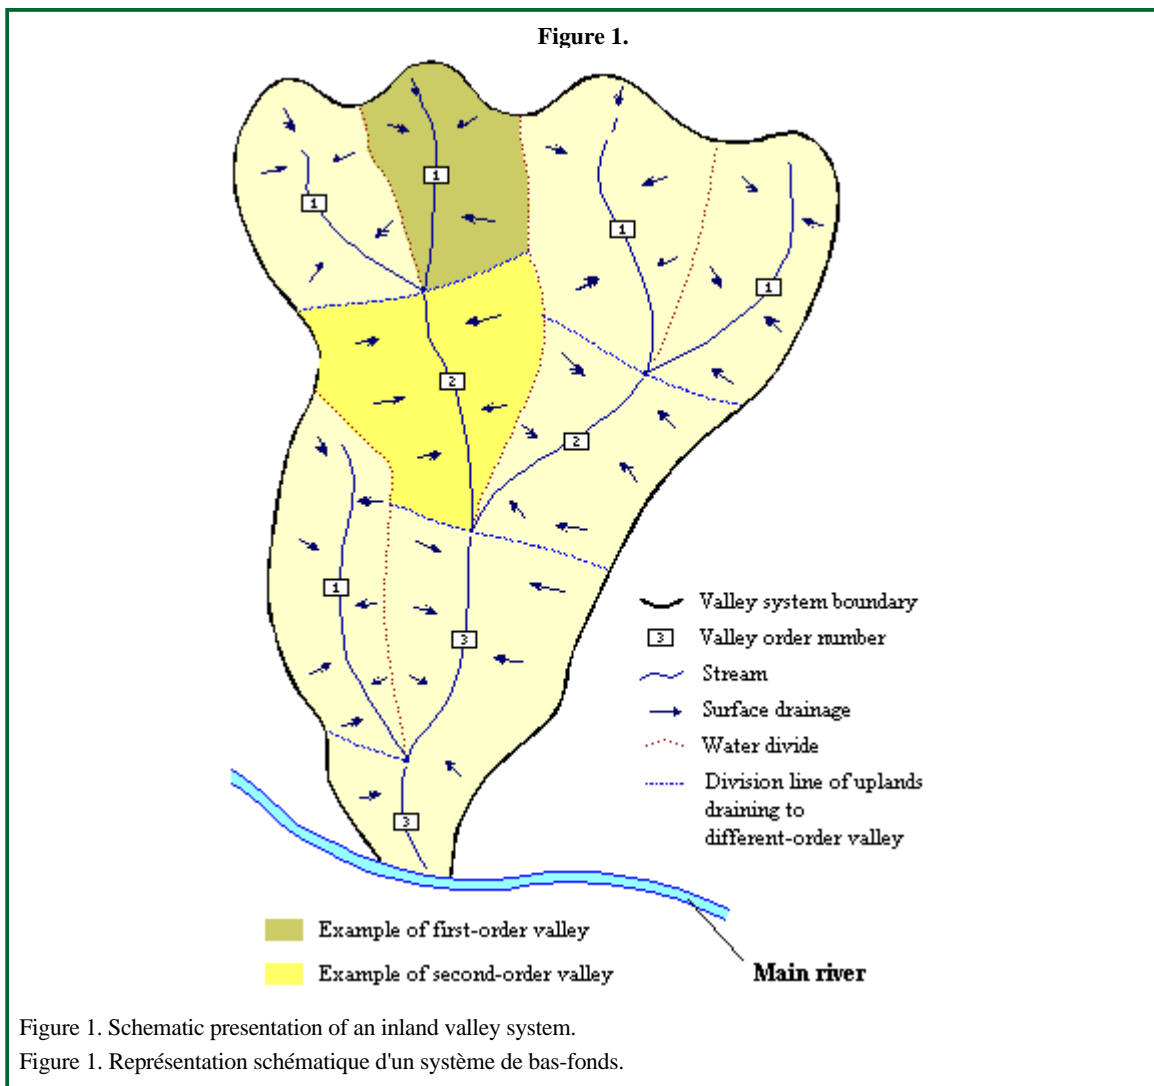 Figure 1.
1
1
1
1
2
2
1
3
3
Valley system boundary
3 Valley order number
Stream
Surface drainage
Water divide
Division line of uplands
draining to
different-order valley
Example of first-order valley
Example of second-order valley
Main river
Figure 1. Schematic presentation of an inland valley system.
Figure 1. Représentation schématique d'un système de bas-fonds.